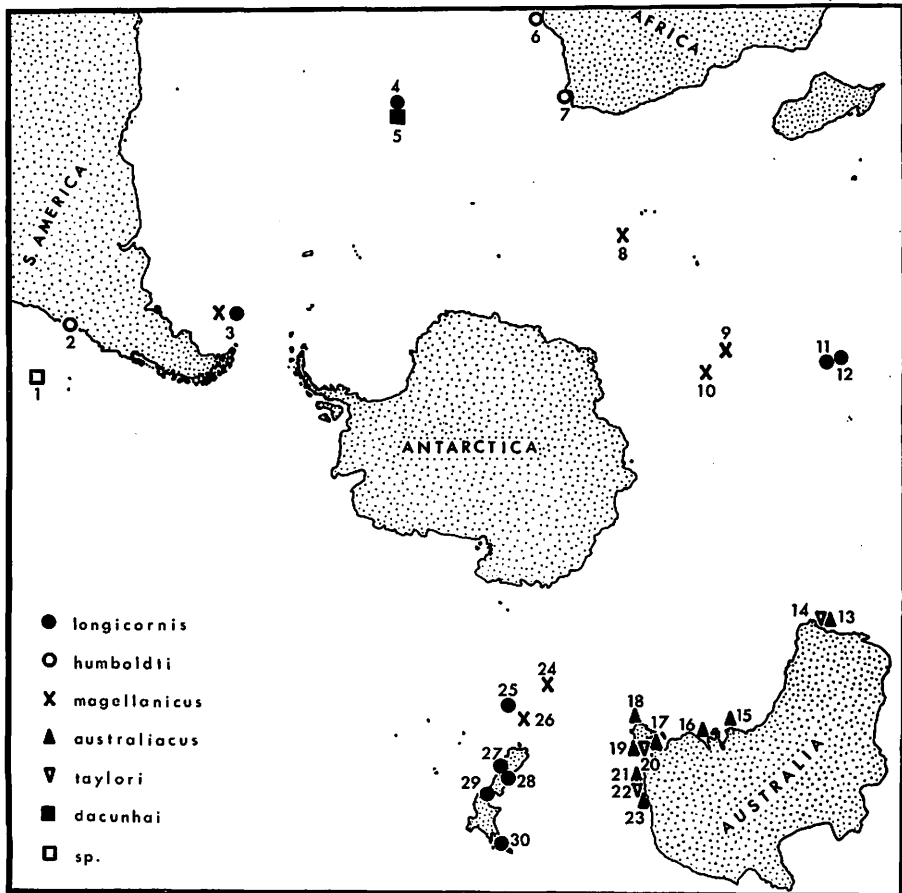 AFRICA
6
4
7
5
S. AMERICA
8
3
9
11
2
10
12
1
ANTARCTICA
14
13
longicornis
humboldti
24
magellanicus
25
18
26
17
16
15
australiacus
19
20
27
taylori
28
21
29
22
23
AUSTRALIA
dacunhai
30
sp.